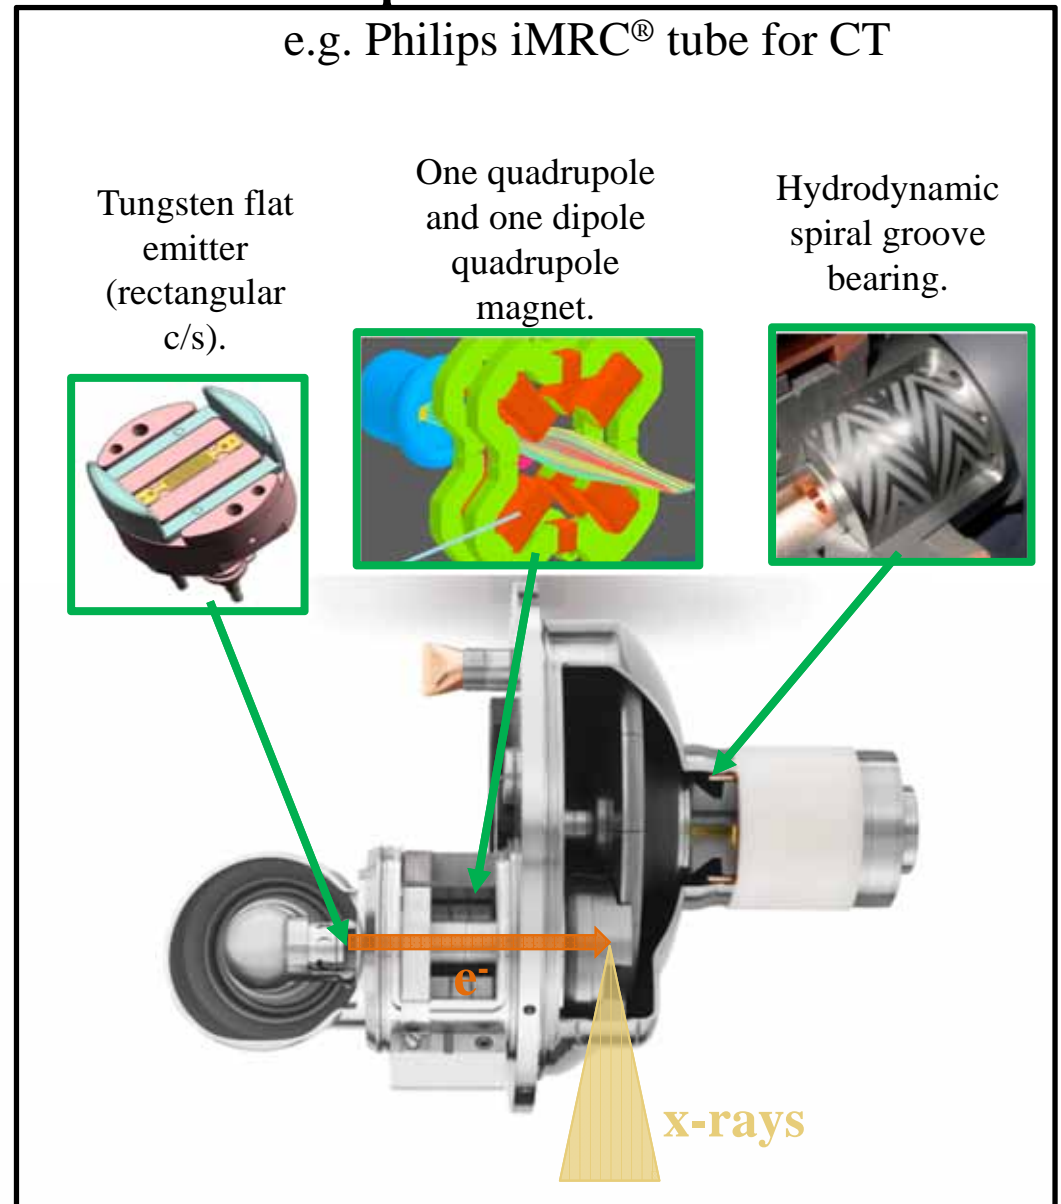 e.g. Philips iMRC® tube for CT
Tungsten flat
emitter
(rectangular
c/s).
One quadrupole
and one dipole
quadrupole
magnet.
Hydrodynamic
spiral groove
bearing.
e-
x-rays